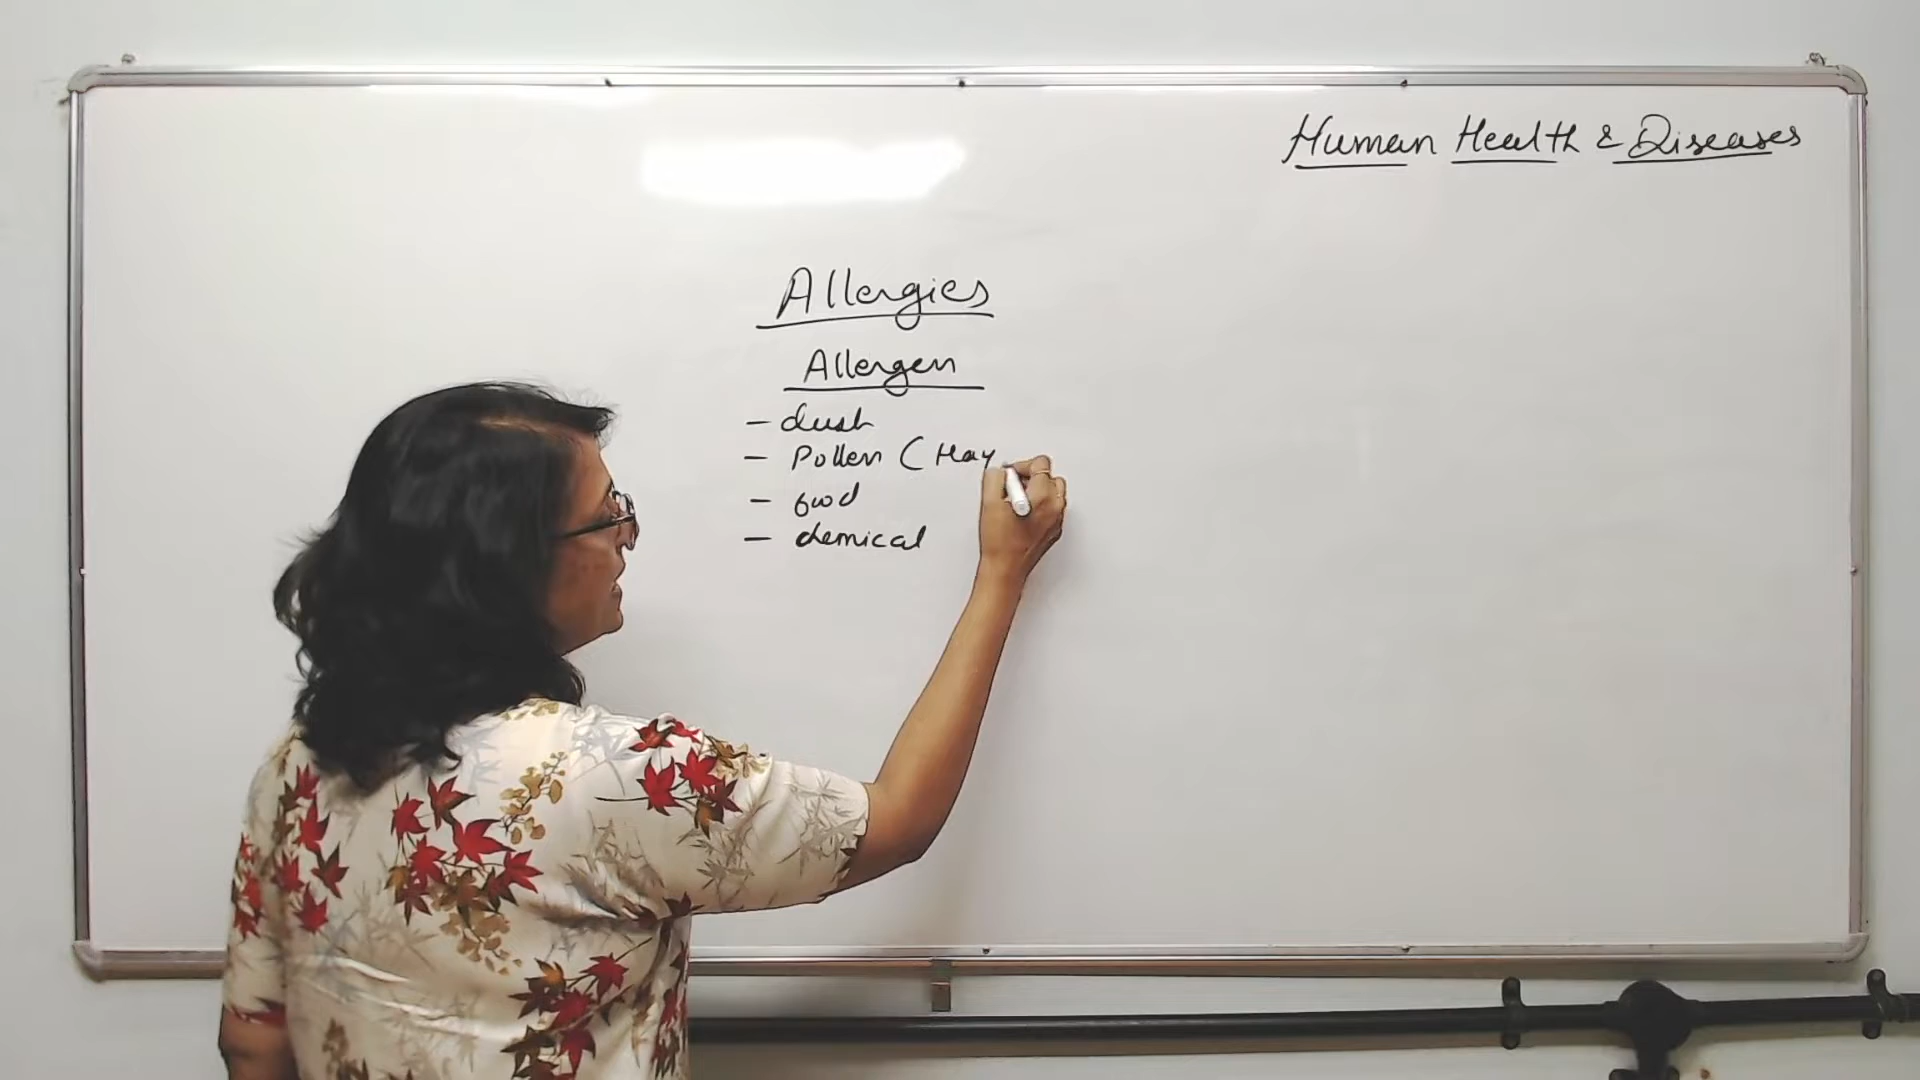 Human Health & Diseases
Allergies
Allergen
- dust
- Pollen (Hay
- food
- chemical